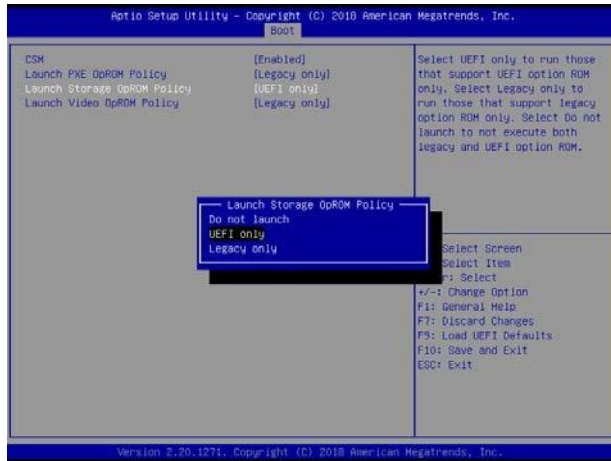 Aptio Setup Utility - Copyright (C) 2018 American Megatrends, Inc.
Boot
CSM [Enabled]
Launch PXE OpROM Policy [Legacy only]
Launch Storage OpROM Policy [UEFI only]
Launch Video OpROM Policy [Legacy only]
Select UEFI only to run those
that support UEFI option ROM
only. Select Legacy only to
run those that support legacy
option ROM only. Select Do not
launch to not execute both
legacy and UEFI option ROM.
Launch Storage OpROM Policy
Do not launch
UEFI only
Legacy only
Select Screen
Select Item
r: Select
+/-: Change Option
F1: General Help
F7: Discard Changes
F9: Load UEFI Defaults
F10: Save and Exit
ESC: Exit
Version 2.20.1271. Copyright (C) 2018 American Megatrends, Inc.